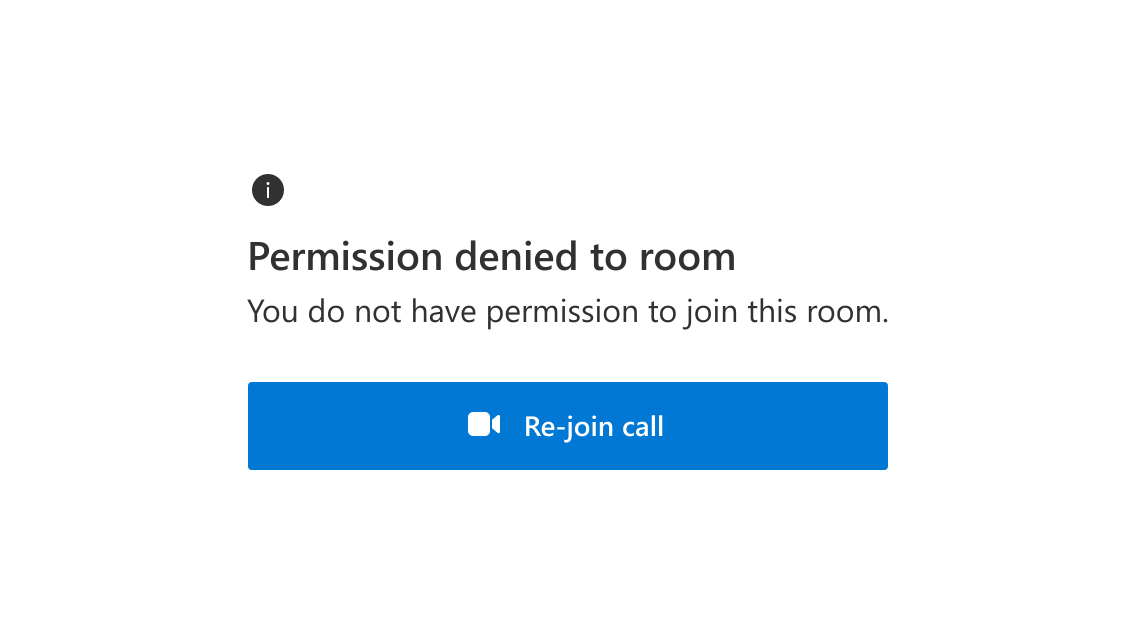 Permission denied to room
You do not have permission to join this room.
Re-join call